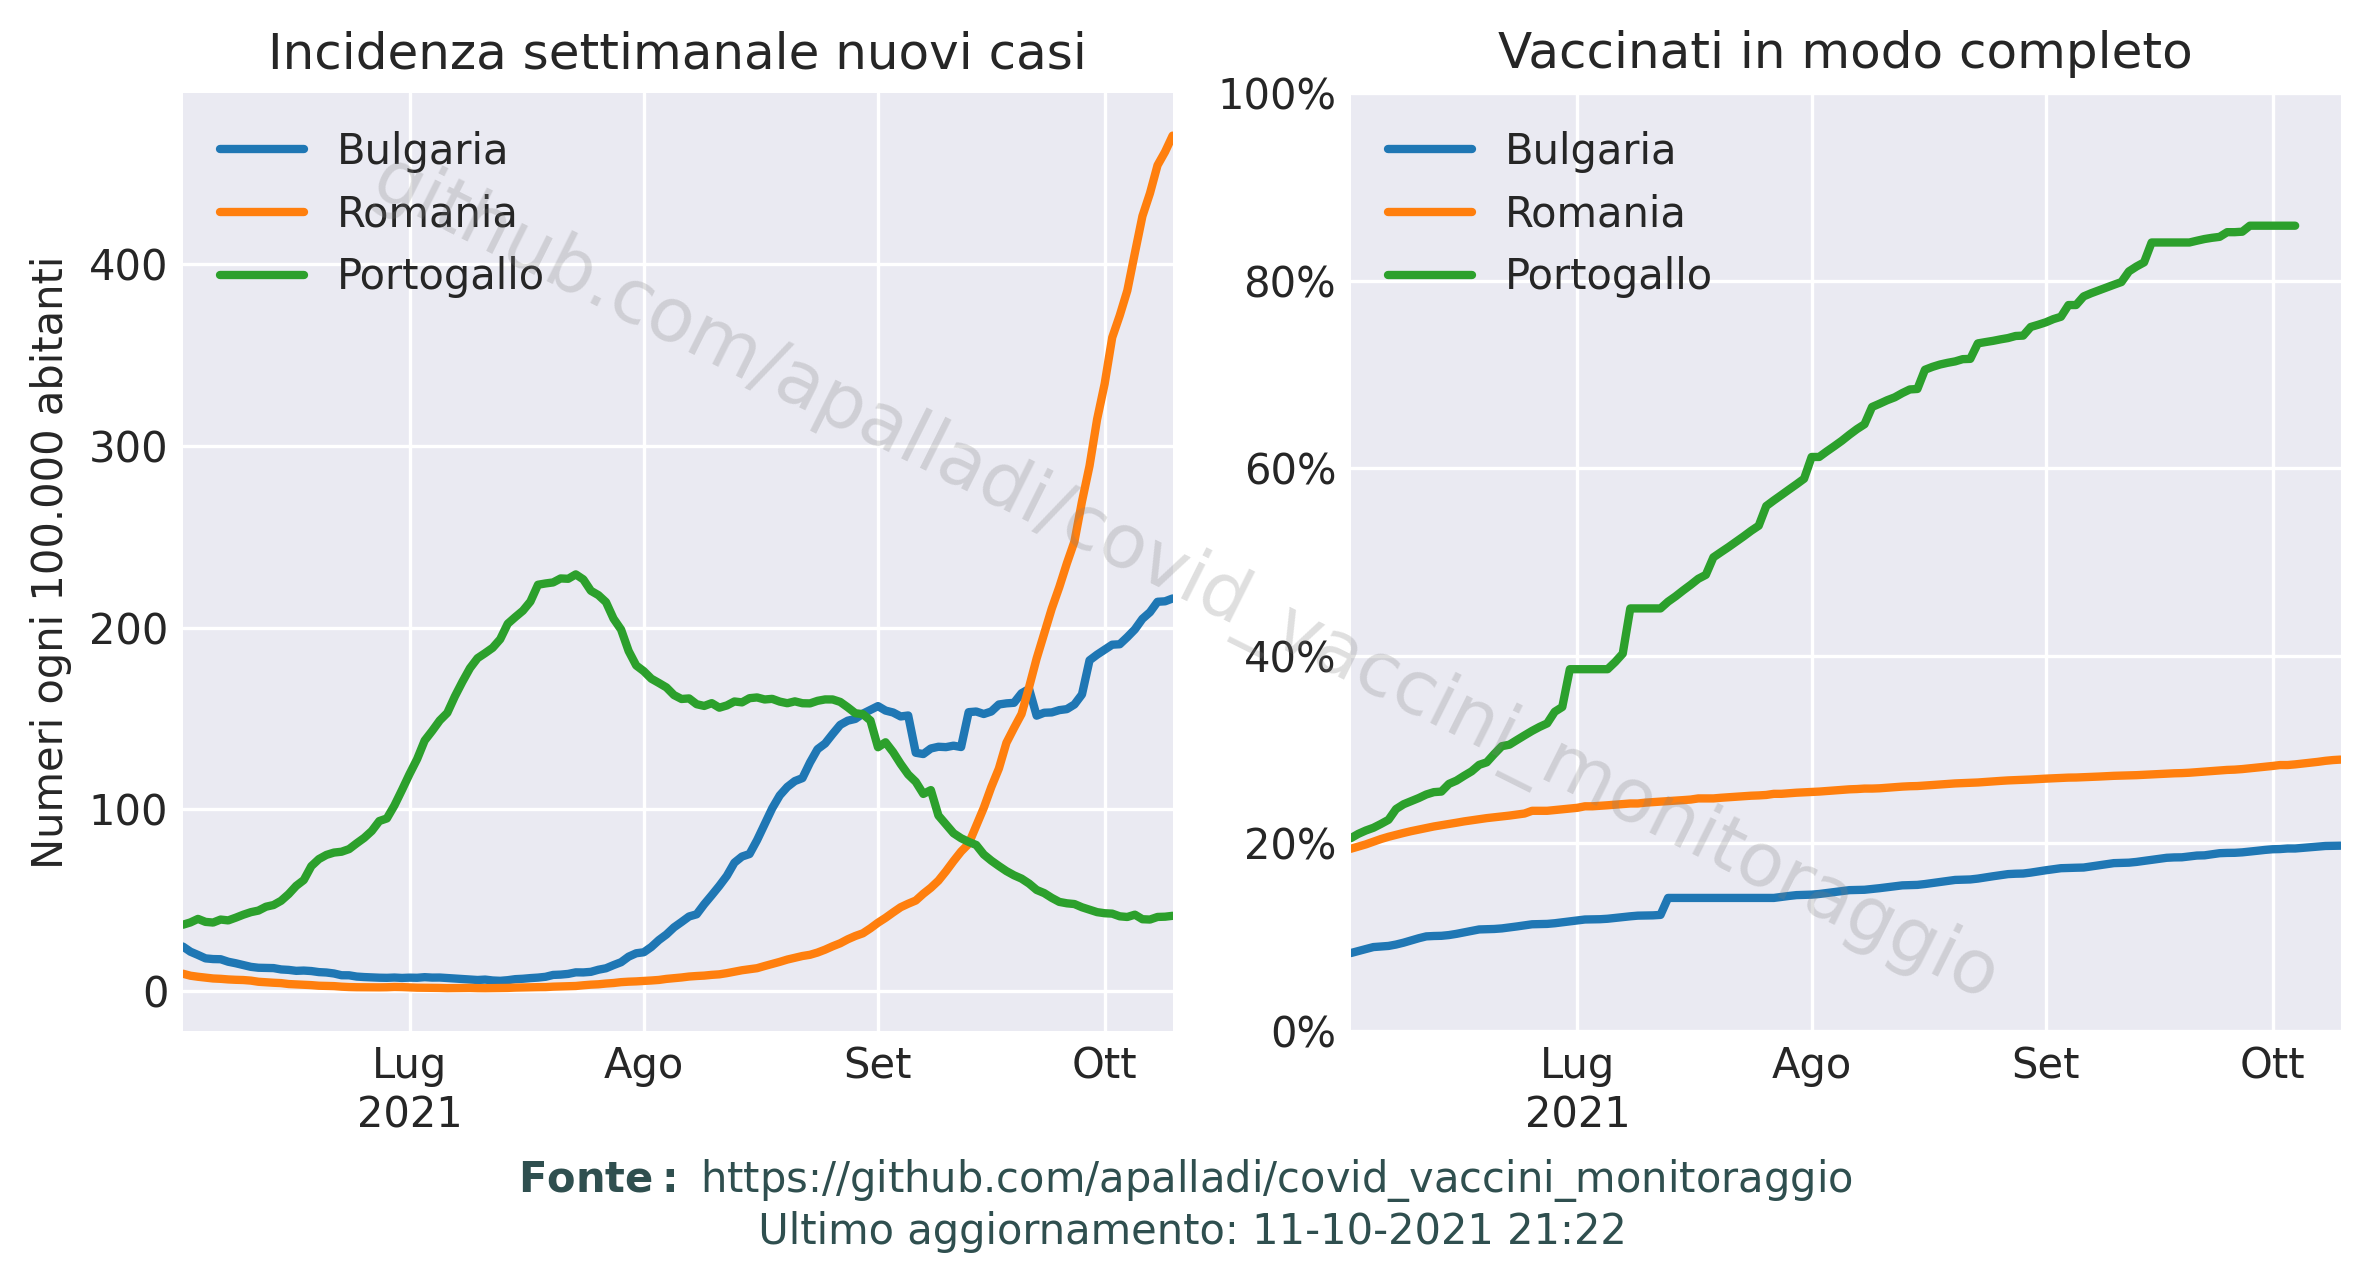 Incidenza settimanale nuovi casi
Numeri ogni 100.000 abitanti
400
300
200
100
0
Bulgaria
Romania
Portogallo
Lug
2021
Ago
Set
Ott
Vaccinati in modo completo
100%
80%
60%
40%
20%
0%
Bulgaria
Romania
Portogallo
Lug
2021
Ago
Set
Ott
github.com/apalladi/covid_vaccini_monitoraggio
Fonte: https://github.com/apalladi/covid_vaccini_monitoraggio
Ultimo aggiornamento: 11-10-2021 21:22